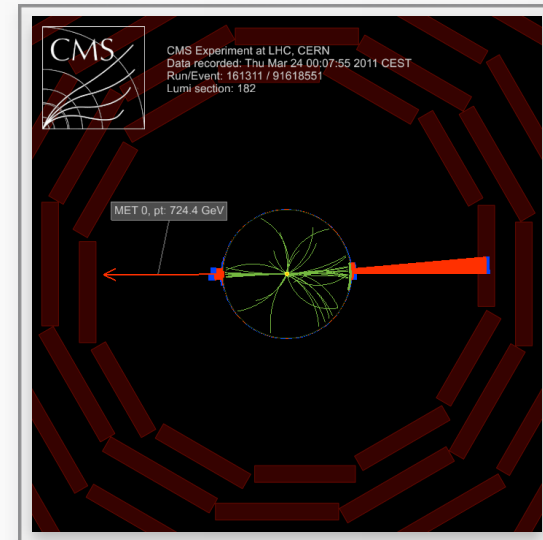 CMS
CMS Experiment at LHC, CERN
Data recorded: Thu Mar 24 00:07:55 2011 CEST
Run/Event: 161311 / 91618551
Lumi section: 182
MET 0, pt: 724.4 GeV